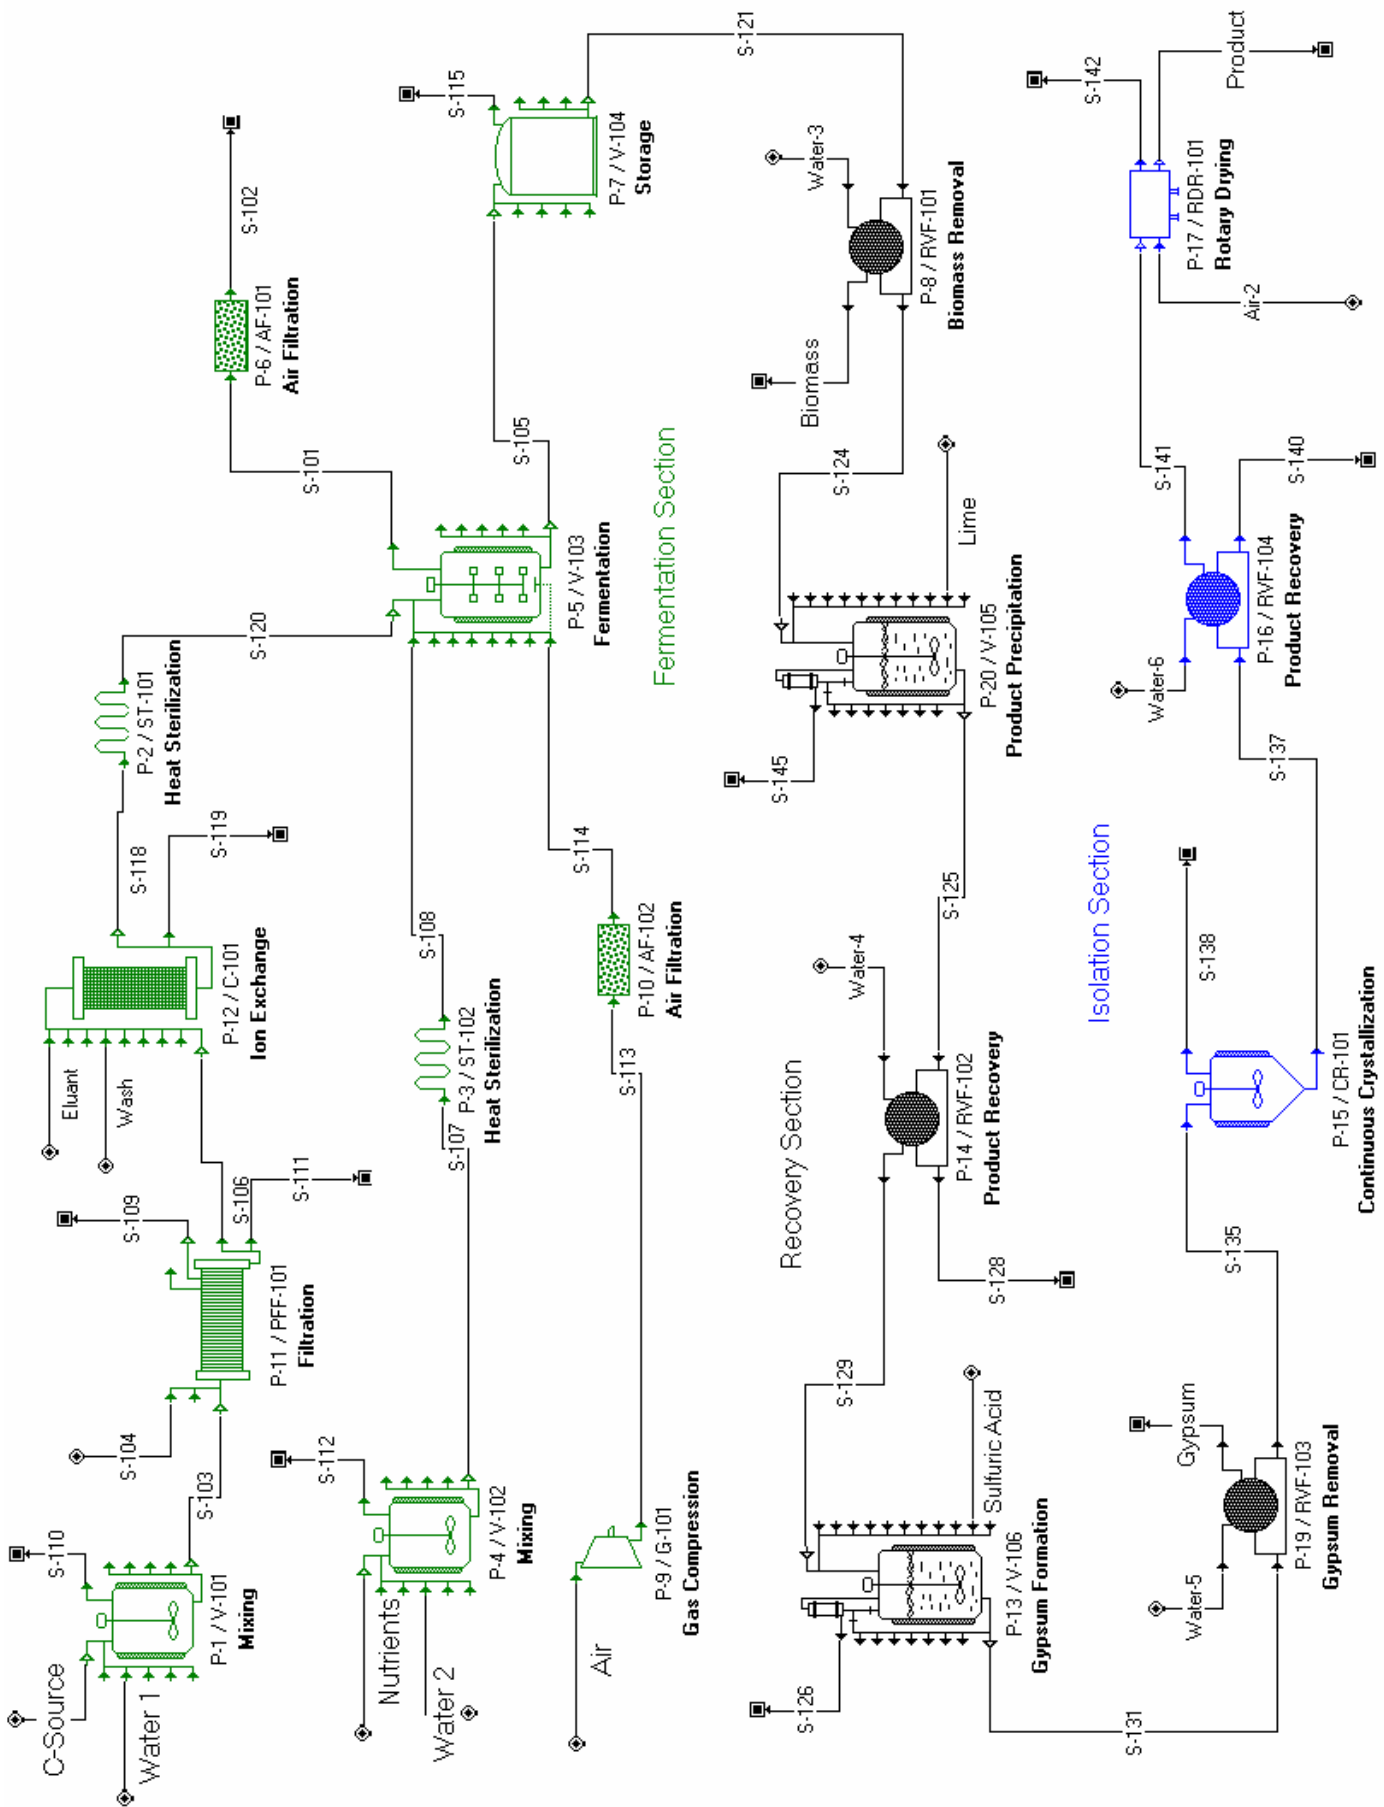 C-Source
Water 1
S-110
P-1 / V-101
Mixing
S-103
S-104
P-11 / PFF-101
Filtration
S-109
S-106
S-111
Eluant
Wash
P-12 / C-101
Ion Exchange
S-118
S-119
P-2 / ST-101
Heat Sterilization
S-120
S-101
P-6 / AF-101
Air Filtration
S-102
Nutrients
Water 2
S-112
P-4 / V-102
Mixing
S-107
P-3 / ST-102
Heat Sterilization
S-108
P-5 / V-103
Fermentation
S-105
S-115
P-7 / V-104
Storage
S-121
Air
P-9 / G-101
Gas Compression
S-113
P-10 / AF-102
Air Filtration
S-114
Fermentation Section
Recovery Section
Water-3
P-8 / RVF-101
Biomass Removal
Biomass
S-124
Lime
P-20 / V-105
Product Precipitation
S-145
S-125
Water-4
P-14 / RVF-102
Product Recovery
S-128
S-129
Sulfuric Acid
P-13 / V-106
Gypsum Formation
S-126
S-131
Water-5
Gypsum
P-19 / RVF-103
Gypsum Removal
S-135
Isolation Section
S-138
P-15 / CR-101
Continuous Crystallization
S-137
Water-6
P-16 / RVF-104
Product Recovery
S-140
S-141
Air-2
P-17 / RDR-101
Rotary Drying
S-142
Product